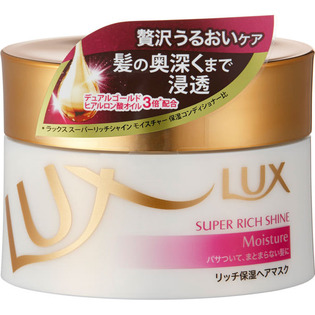 贅沢うるおいケア
髪の奥深くまで
浸透
デュアルゴールド
ヒアルロン酸オイル3倍*配合
*ラックス スーパーリッチシャイン モイスチャー 保湿コンディショナー比
LUX
LUX
SUPER RICH SHINE
Moisture
パサついて、まとまらない髪に
リッチ保湿ヘアマスク